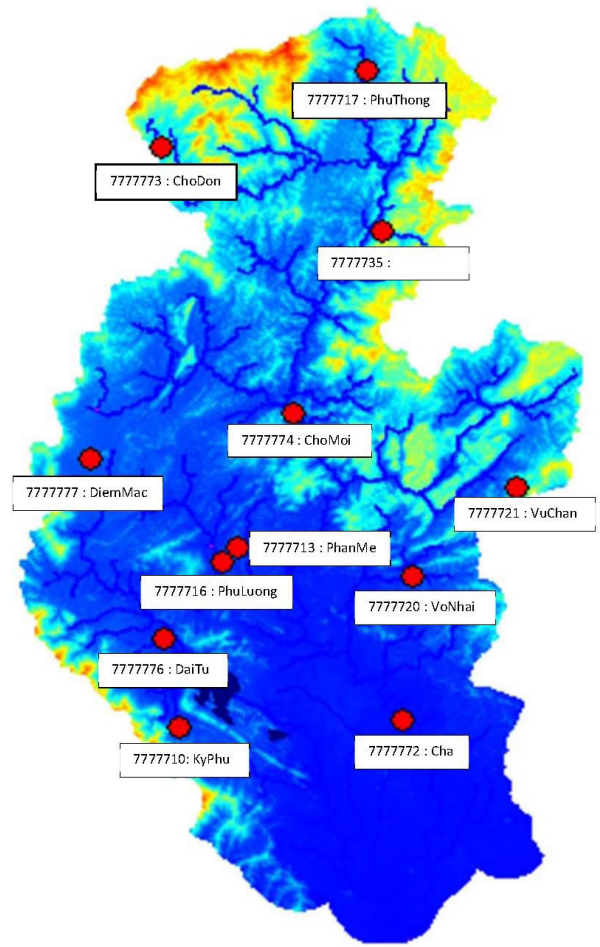 7777717 : PhuThong
7777773 : ChoDon
7777735 :
7777774 : ChoMoi
7777777 : DiemMac
7777721 : VuChan
7777713 : PhanMe
7777716 : PhuLuong
7777720 : VoNhai
7777776 : DaiTu
7777772 : Cha
7777710: KyPhu